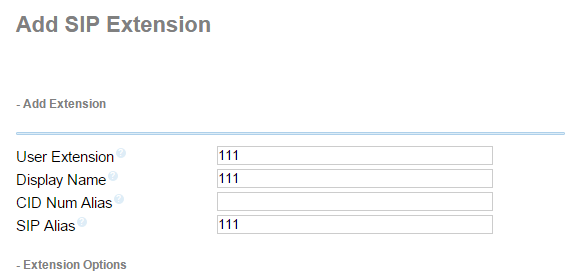 Add SIP Extension
- Add Extension
User Extension ? 111
Display Name ? 111
CID Num Alias ?
SIP Alias ? 111
- Extension Options